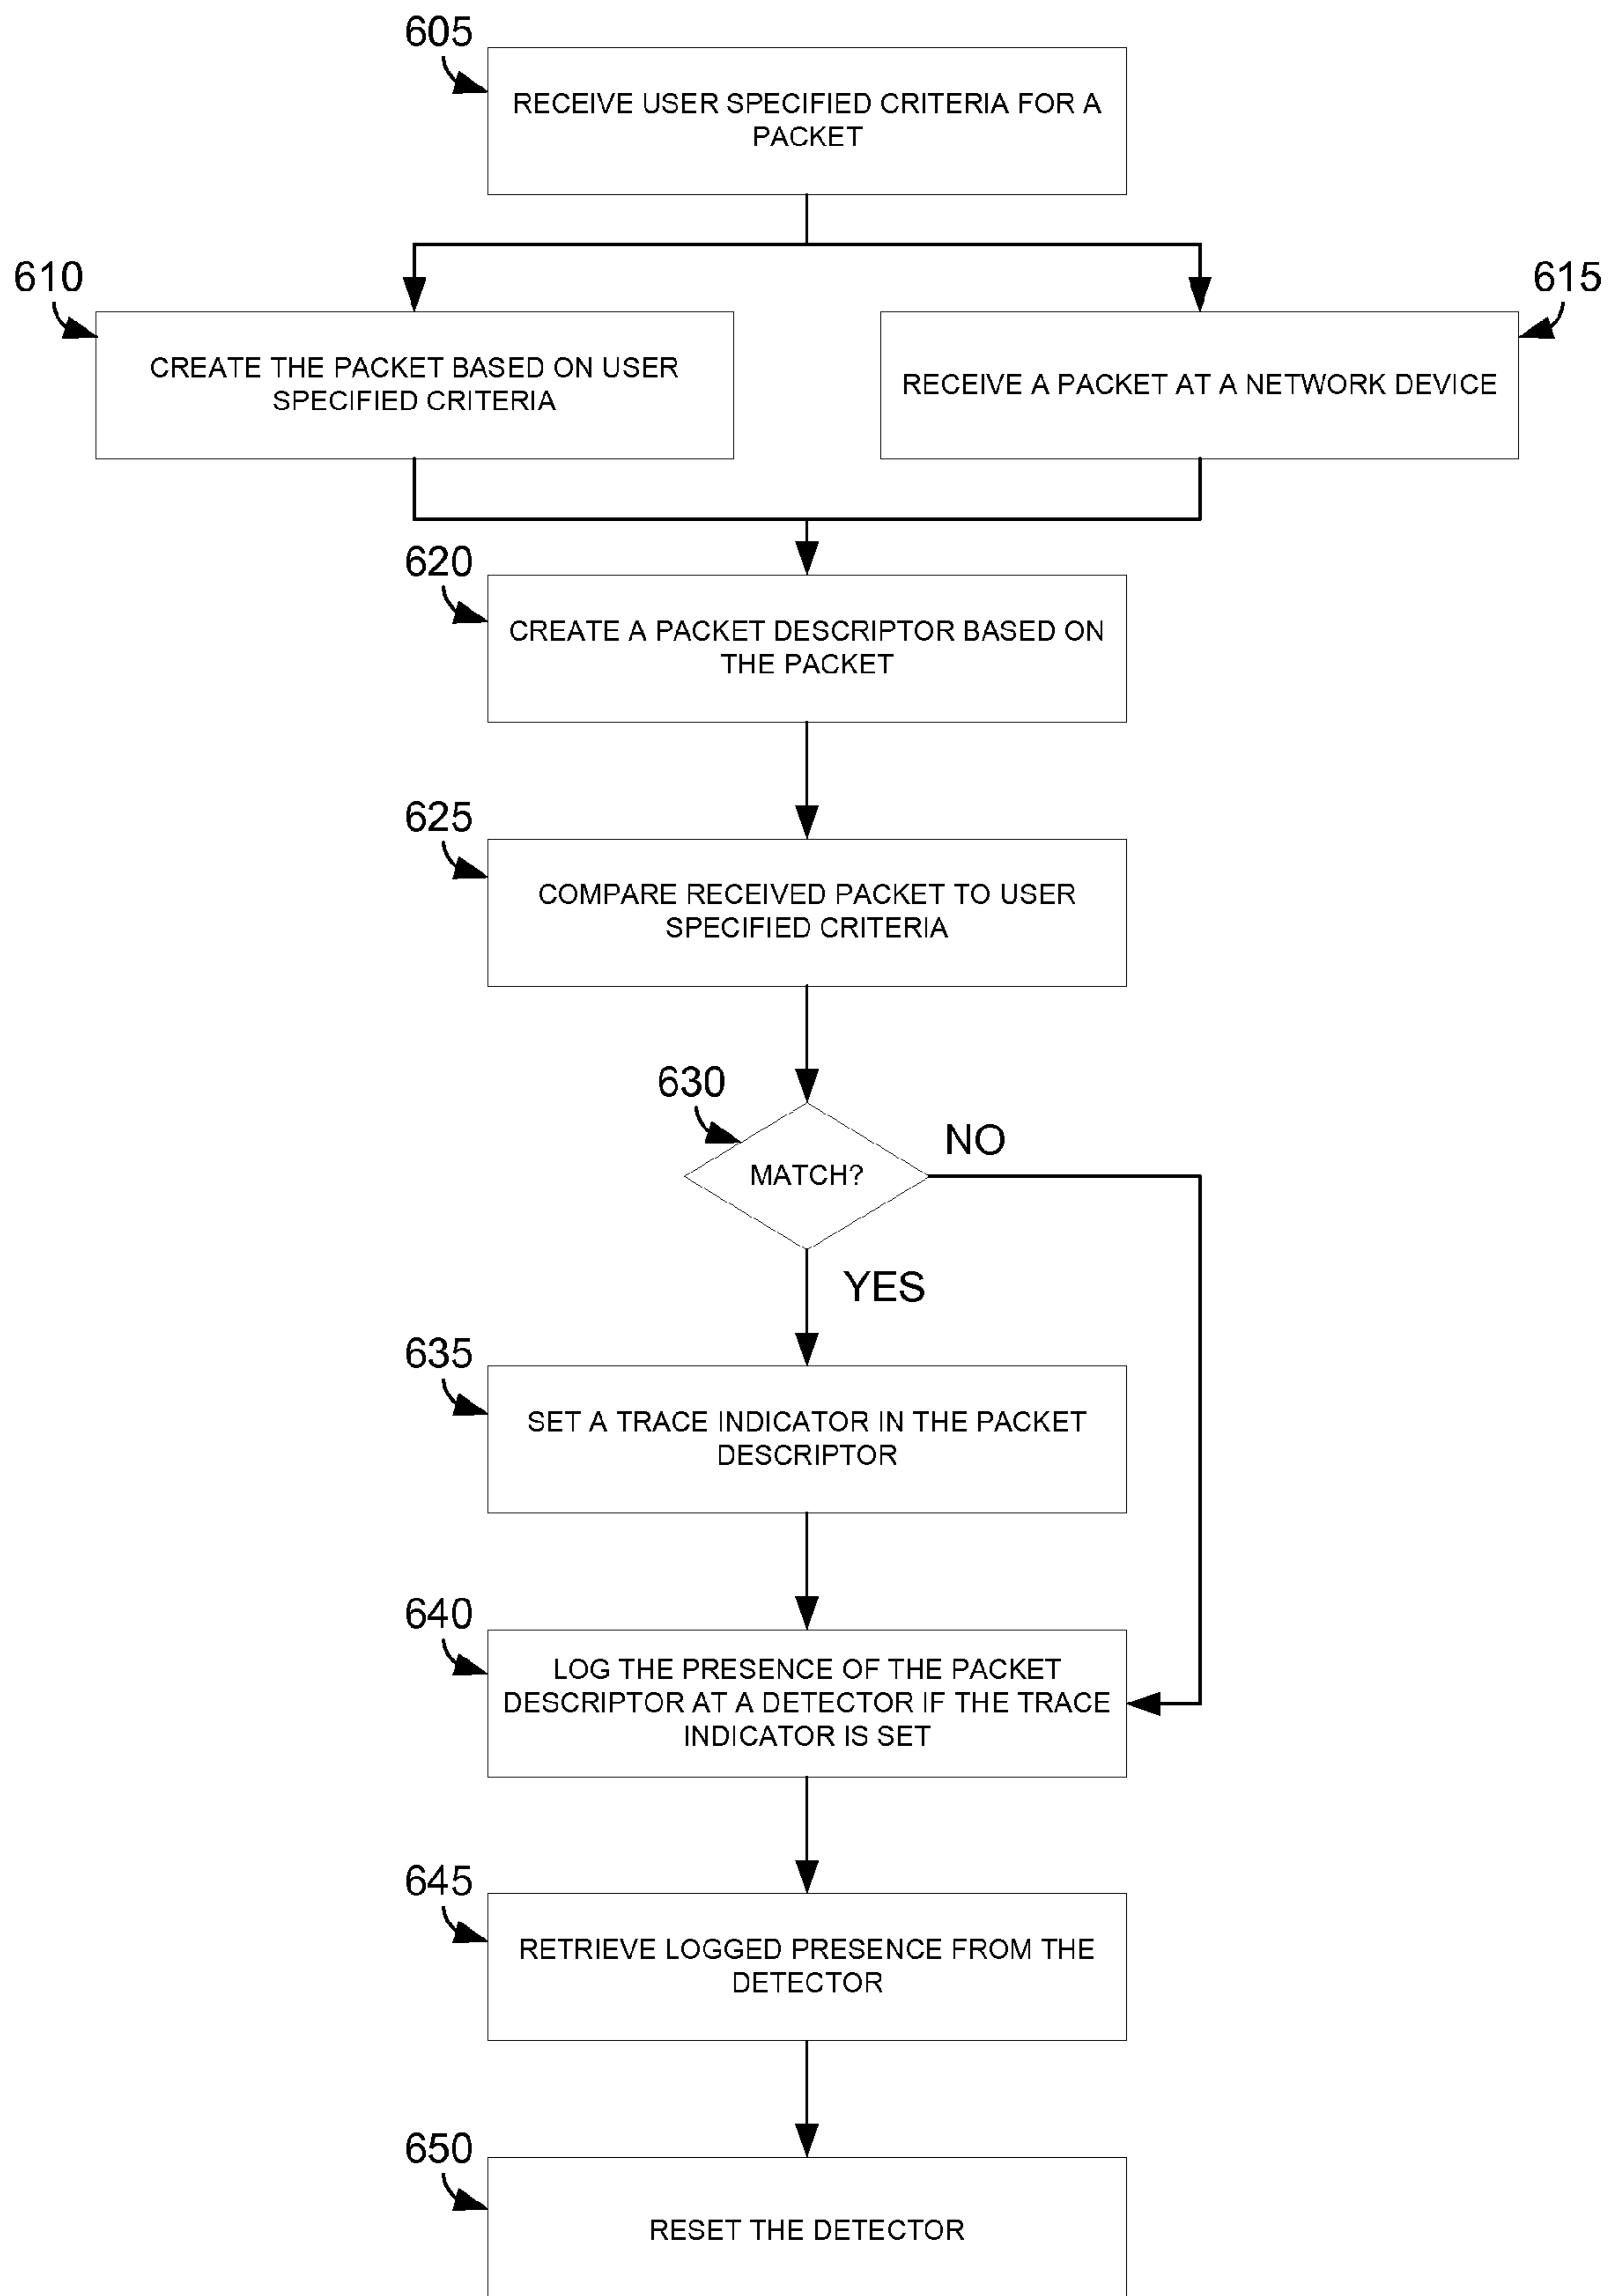 605
RECEIVE USER SPECIFIED CRITERIA FOR A
PACKET
610
CREATE THE PACKET BASED ON USER
SPECIFIED CRITERIA
615
RECEIVE A PACKET AT A NETWORK DEVICE
620
CREATE A PACKET DESCRIPTOR BASED ON
THE PACKET
625
COMPARE RECEIVED PACKET TO USER
SPECIFIED CRITERIA
630
MATCH?
NO
YES
635
SET A TRACE INDICATOR IN THE PACKET
DESCRIPTOR
640
LOG THE PRESENCE OF THE PACKET
DESCRIPTOR AT A DETECTOR IF THE TRACE
INDICATOR IS SET
645
RETRIEVE LOGGED PRESENCE FROM THE
DETECTOR
650
RESET THE DETECTOR